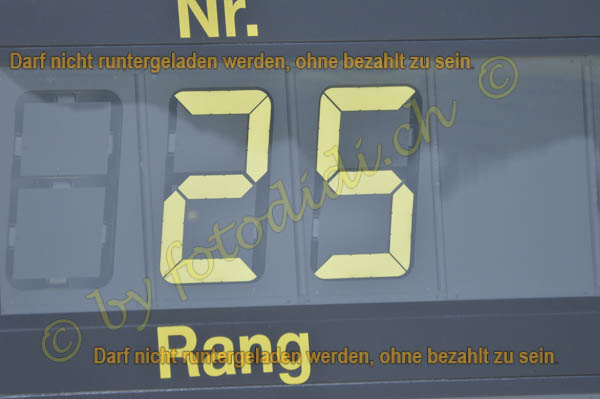 Nr.
Darf nicht runtergeladen werden, ohne bezahlt zu sein.
25
© by fotodidi.ch ©
Rang
Darf nicht runtergeladen werden, ohne bezahlt zu sein.